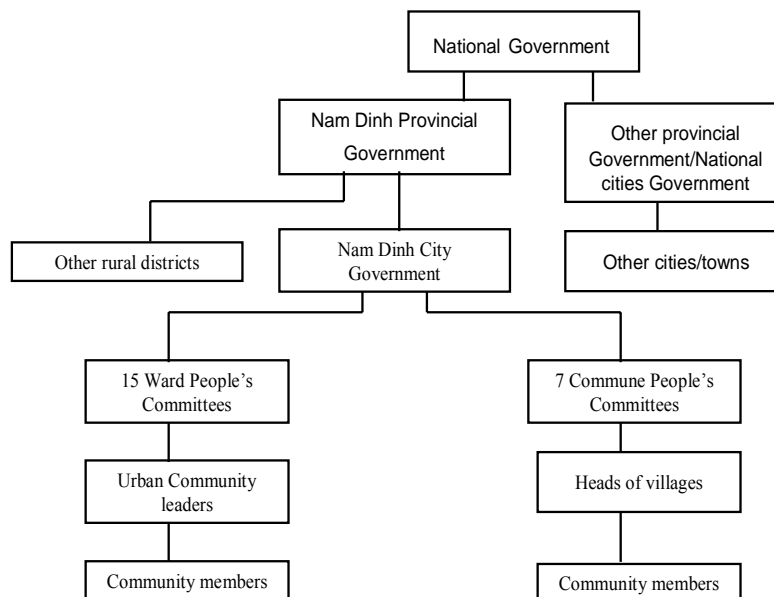 National Government
Nam Dinh Provincial
Government
Other provincial
Government/National
cities Government
Other rural districts
Nam Dinh City
Government
Other cities/towns
15 Ward People’s
Committees
7 Commune People’s
Committees
Urban Community
leaders
Heads of villages
Community members
Community members